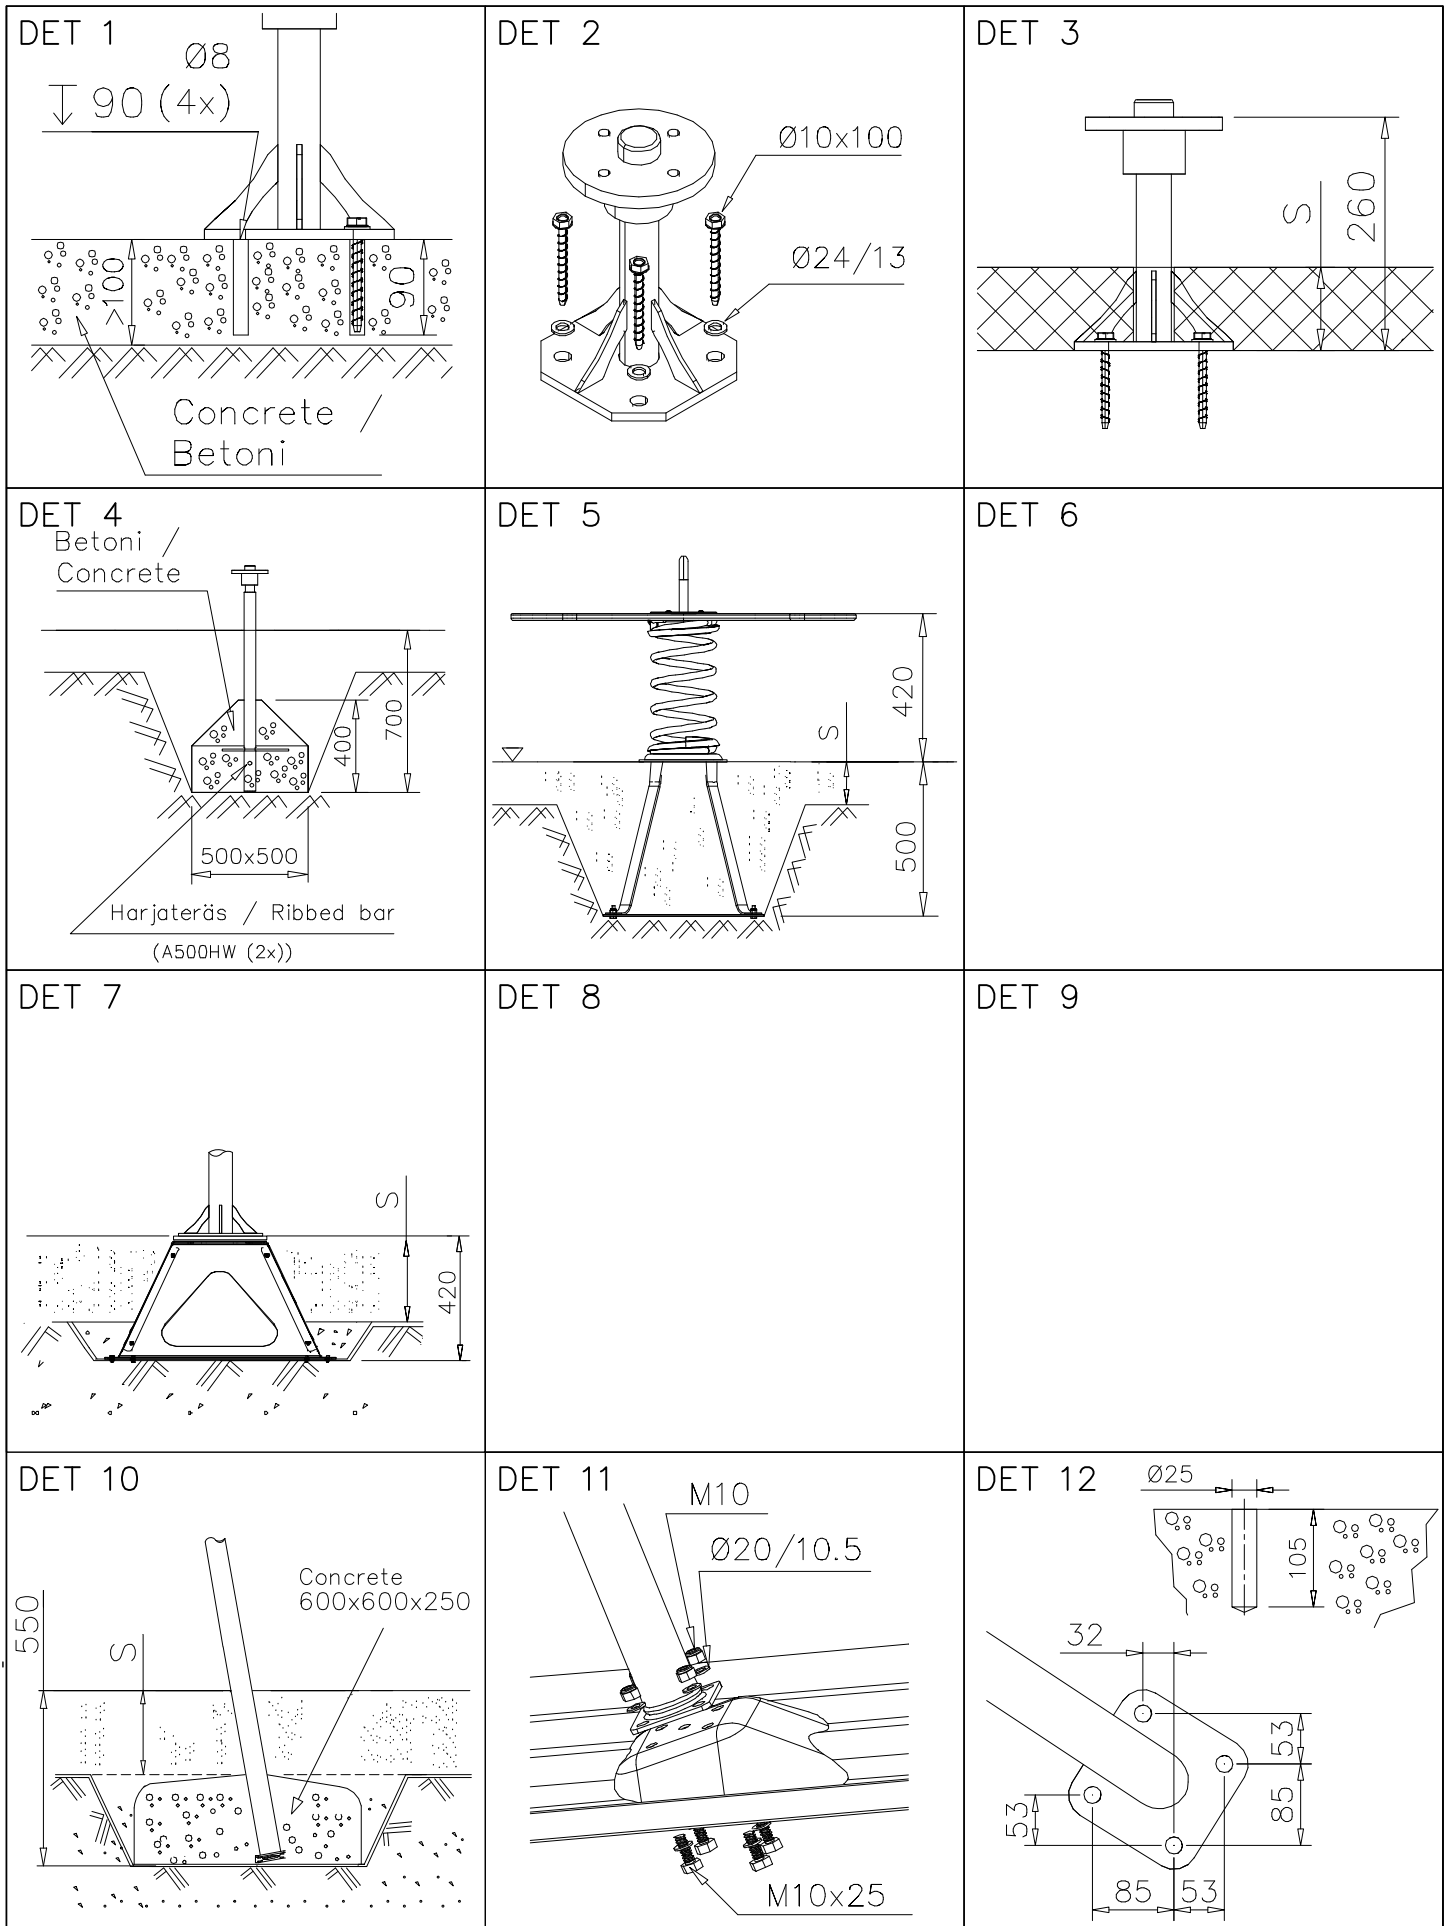 DET 1
Ø8
↧ 90 (4x)
>100
90
Concrete /
Betoni
DET 2
Ø10x100
Ø24/13
DET 3
S
260
DET 4
Betoni /
Concrete
400
700
500x500
Harjateräs / Ribbed bar
(A500HW (2x))
DET 5
420
S
500
DET 6
DET 7
S
420
DET 8
DET 9
DET 10
Concrete
600x600x250
550
S
DET 11
M10
Ø20/10.5
M10x25
DET 12
Ø25
105
32
53
85
53
85
53